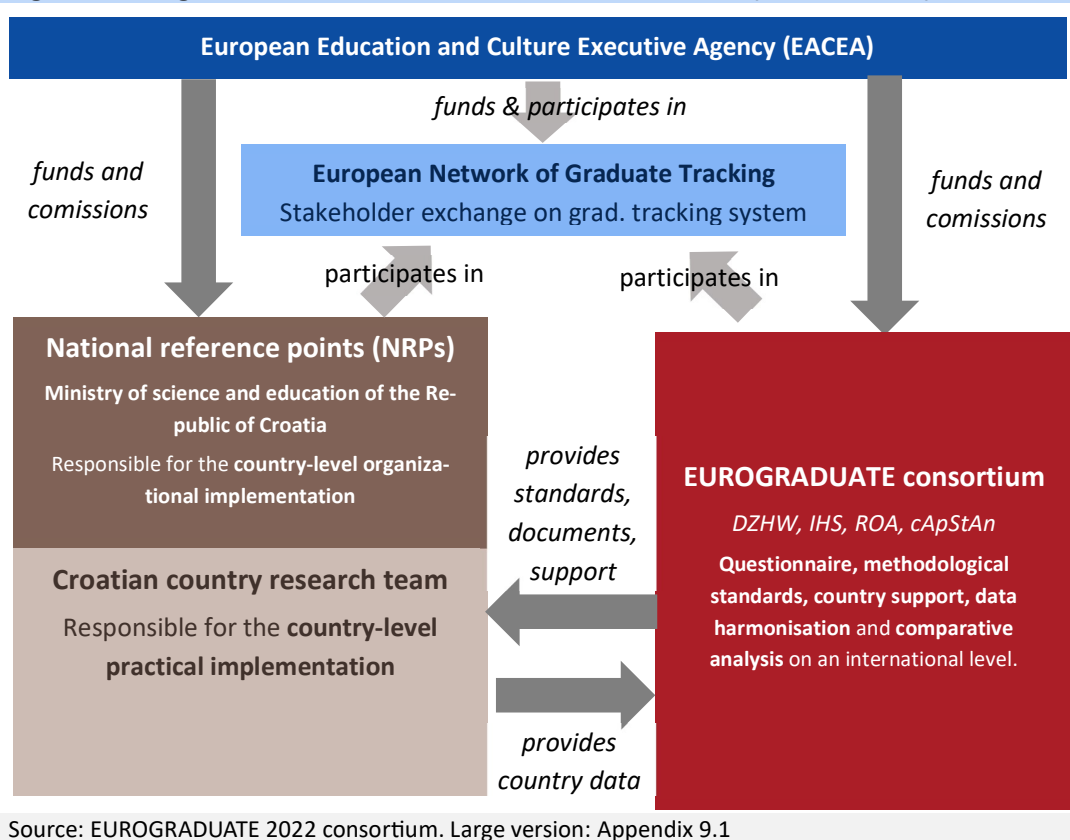 European Education and Culture Executive Agency (EACEA)
funds & participates in
funds and
comissions
European Network of Graduate Tracking
Stakeholder exchange on grad. tracking system
funds and
comissions
participates in
participates in
National reference points (NRPs)
Ministry of science and education of the Re-
public of Croatia
Responsible for the country-level organiza-
tional implementation
provides
standards,
documents,
support
EUROGRADUATE consortium
DZHW, IHS, ROA, cApStAn
Questionnaire, methodological
standards, country support, data
harmonisation and comparative
analysis on an international level.
Croatian country research team
Responsible for the country-level
practical implementation
provides
country data
Source: EUROGRADUATE 2022 consortium. Large version: Appendix 9.1